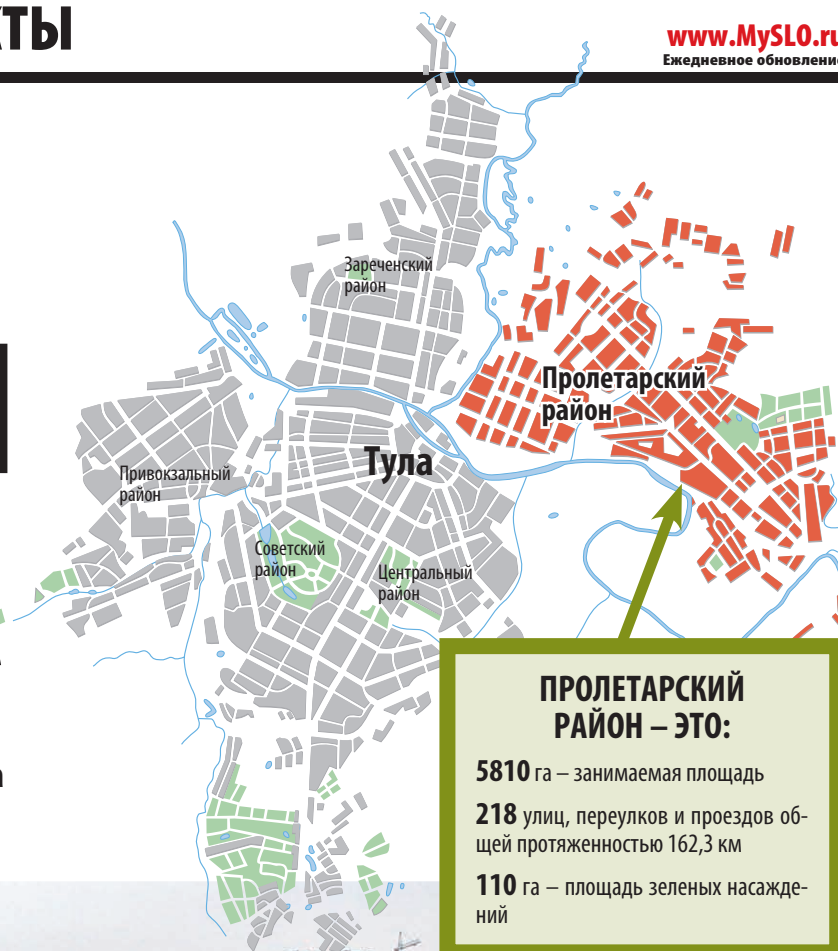 КТЫ
www.MySLO.ru
Ежедневное обновление
Зареченский
район
Пролетарский
район
Тула
Привокзальный
район
Советский
район
Центральный
район
ПРОЛЕТАРСКИЙ
РАЙОН – ЭТО:
5810 га – занимаемая площадь
218 улиц, переулков и проездов об-
щей протяженностью 162,3 км
110 га – площадь зеленых насажде-
ний